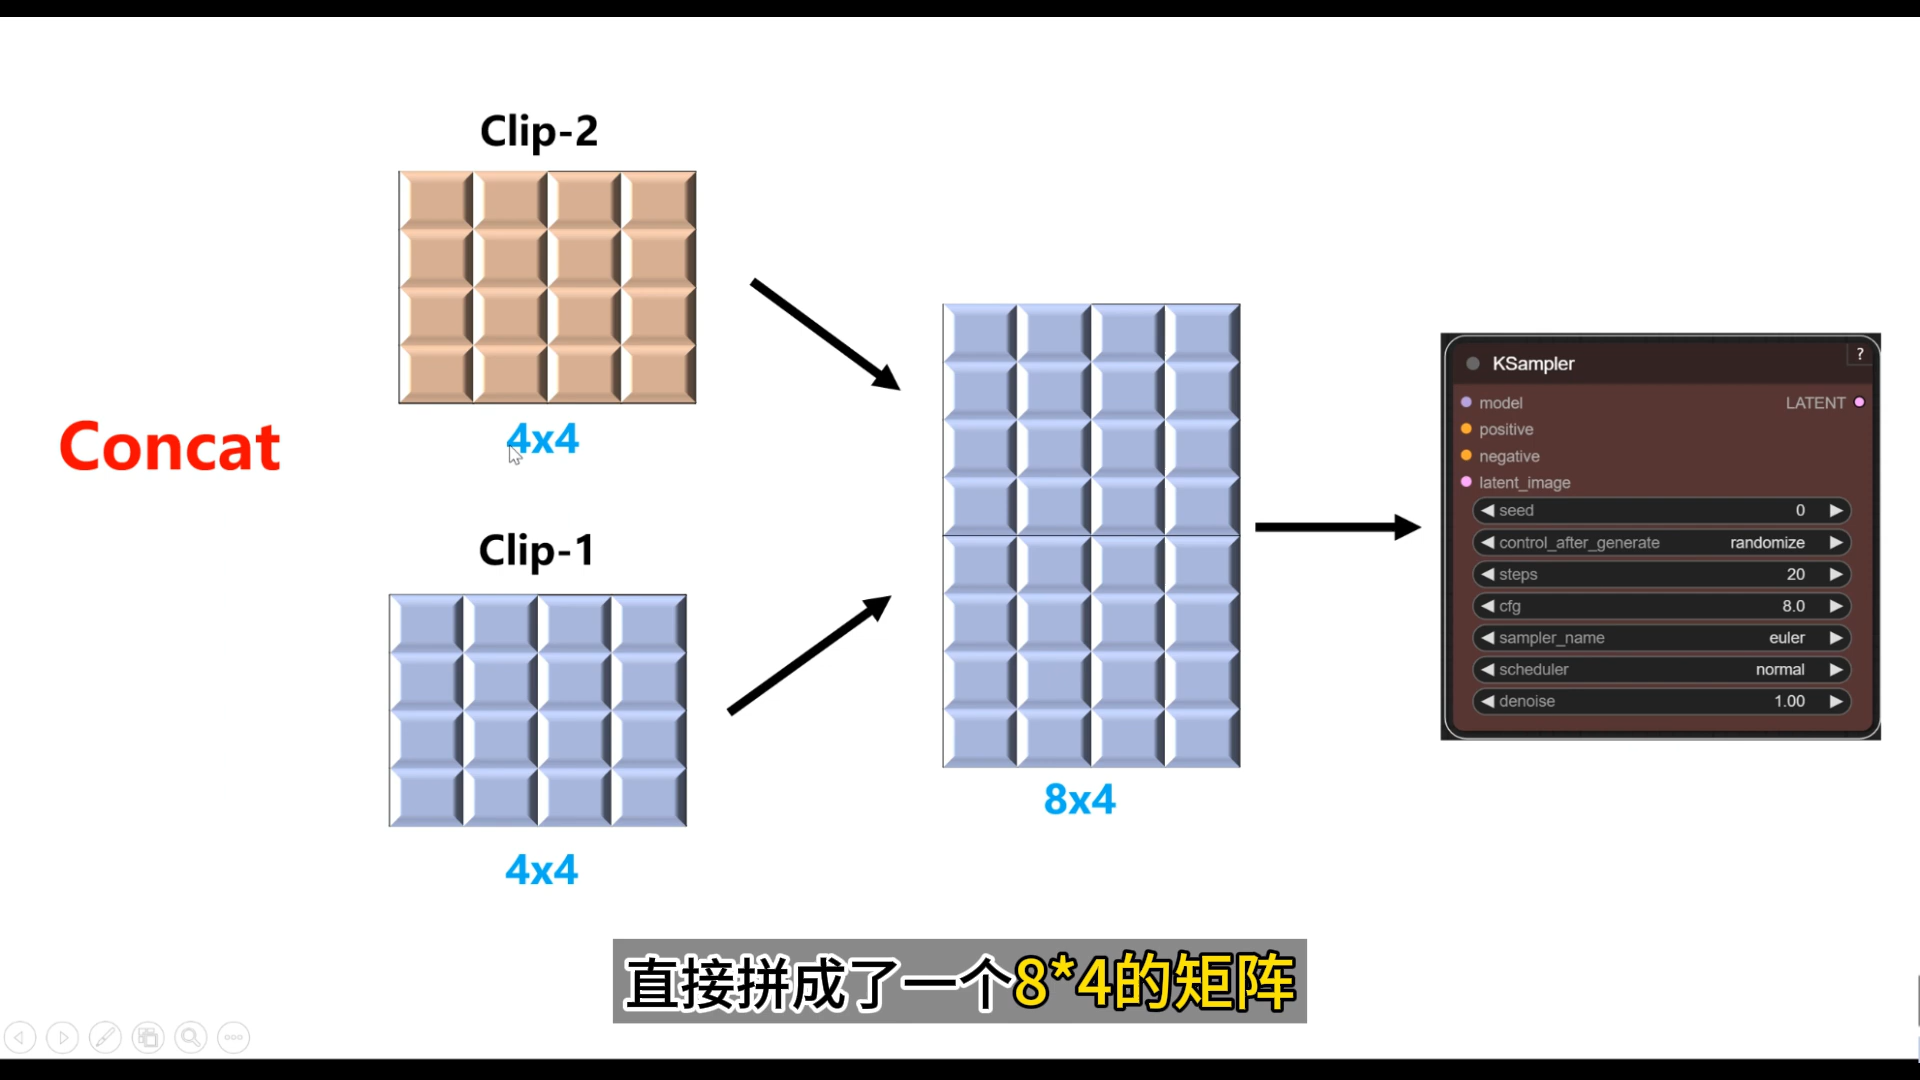 Clip-2
4x4
Concat
Clip-1
4x4
8x4
KSampler
?
model
LATENT
positive
negative
latent_image
seed 0
control_after_generate randomize
steps 20
cfg 8.0
sampler_name euler
scheduler normal
denoise 1.00
直接拼成了一个8*4的矩阵